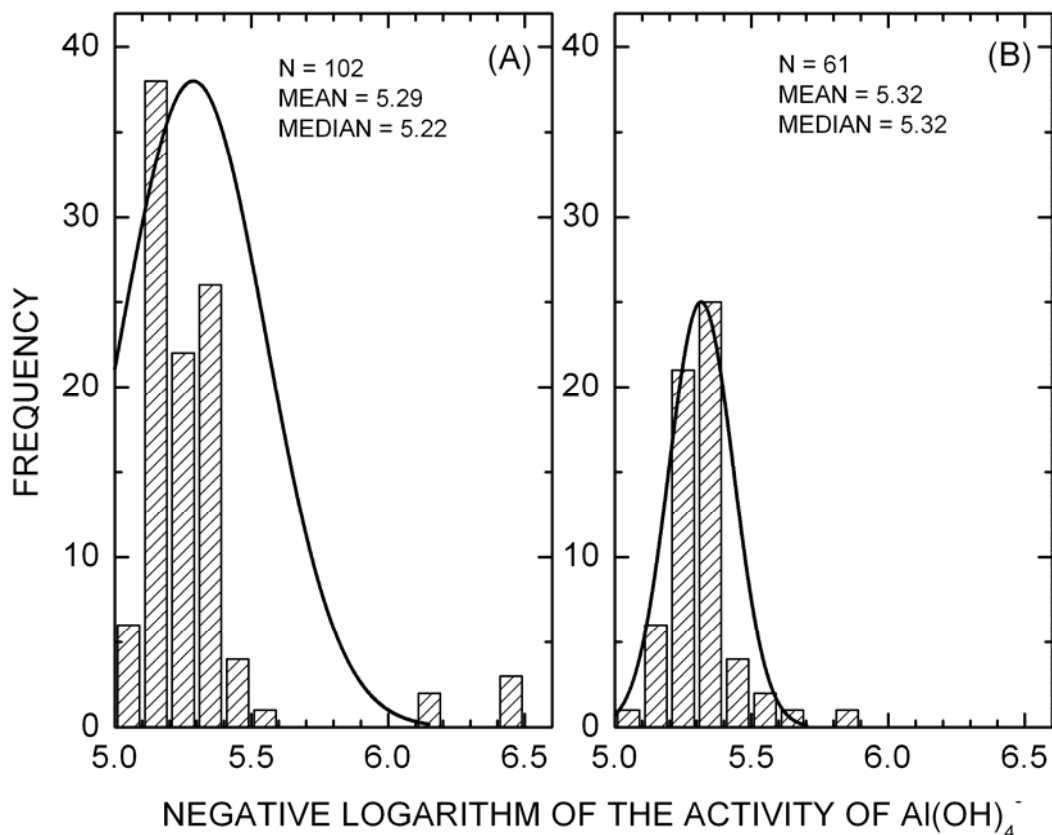 (A)
N = 102
MEAN = 5.29
MEDIAN = 5.22
(B)
N = 61
MEAN = 5.32
MEDIAN = 5.32
40
30
20
10
0
FREQUENCY
40
30
20
10
0
5.0 5.5 6.0 6.5
5.0 5.5 6.0 6.5
NEGATIVE LOGARITHM OF THE ACTIVITY OF Al(OH)₄⁻